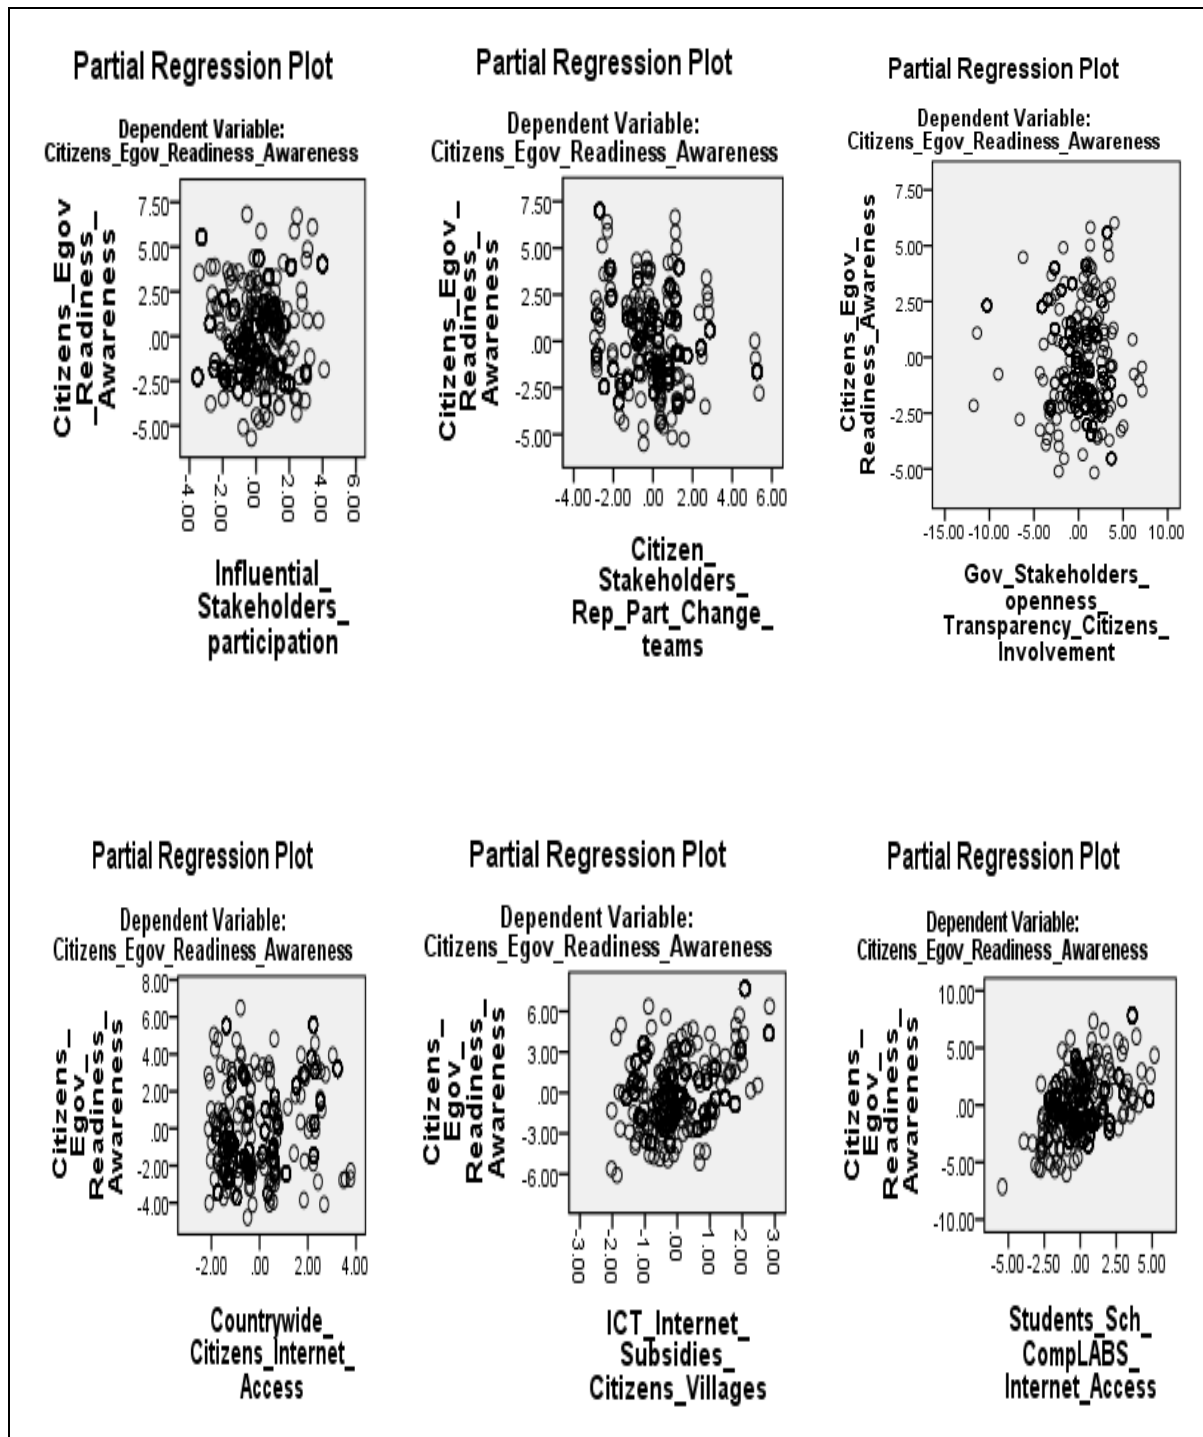 Partial Regression Plot
Dependent Variable:
Citizens_Egov_Readiness_Awareness
Citizens_Egov
_Readiness_
Awareness
7.50
5.00
2.50
.00
-2.50
-5.00
-4.00
-2.00
.00
2.00
4.00
6.00
Influential_
Stakeholders_
participation
Partial Regression Plot
Dependent Variable:
Citizens_Egov_Readiness_Awareness
Citizens_Egov_
Readiness_
Awareness
7.50
5.00
2.50
.00
-2.50
-5.00
-4.00 -2.00 .00 2.00 4.00 6.00
Citizen_
Stakeholders_
Rep_Part_Change_
teams
Partial Regression Plot
Dependent Variable:
Citizens_Egov_Readiness_Awareness
Citizens_Egov_
Readiness_Awareness
7.50
5.00
2.50
.00
-2.50
-5.00
-15.00 -10.00 -5.00 .00 5.00 10.00
Gov_Stakeholders_
openness_
Transparency_Citizens_
Involvement
Partial Regression Plot
Dependent Variable:
Citizens_Egov_Readiness_Awareness
Citizens_
Egov_
Readiness_
Awareness
8.00
6.00
4.00
2.00
.00
-2.00
-4.00
-2.00 .00 2.00 4.00
Countrywide_
Citizens_Internet_
Access
Partial Regression Plot
Dependent Variable:
Citizens_Egov_Readiness_Awareness
Citizens_
Egov_
Readiness_
Awareness
6.00
3.00
.00
-3.00
-6.00
-3.00
-2.00
-1.00
.00
1.00
2.00
3.00
ICT_Internet_
Subsidies_
Citizens_Villages
Partial Regression Plot
Dependent Variable:
Citizens_Egov_Readiness_Awareness
Citizens_
Egov_
Readiness_
Awareness
10.00
5.00
.00
-5.00
-10.00
-5.00 -2.50 .00 2.50 5.00
Students_Sch_
CompLABS_
Internet_Access